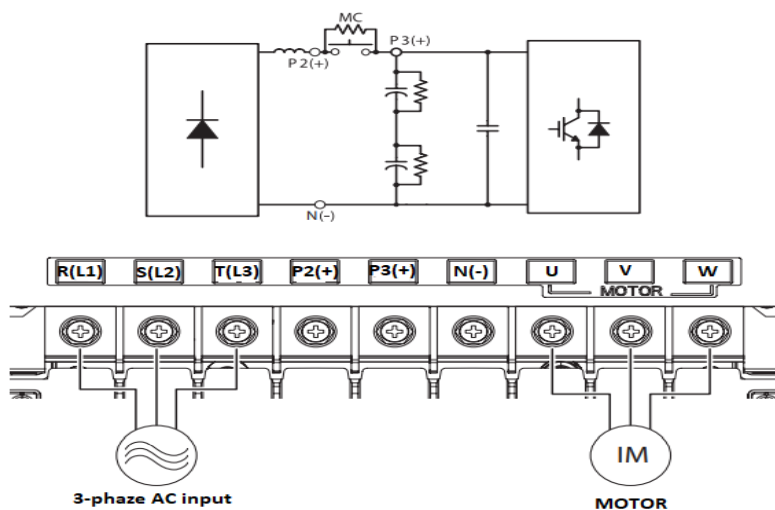 MC
P3(+)
P2(+)
N(-)
R(L1) S(L2) T(L3) P2(+) P3(+) N(-) U V W
MOTOR
IM
3-phaze AC input
MOTOR